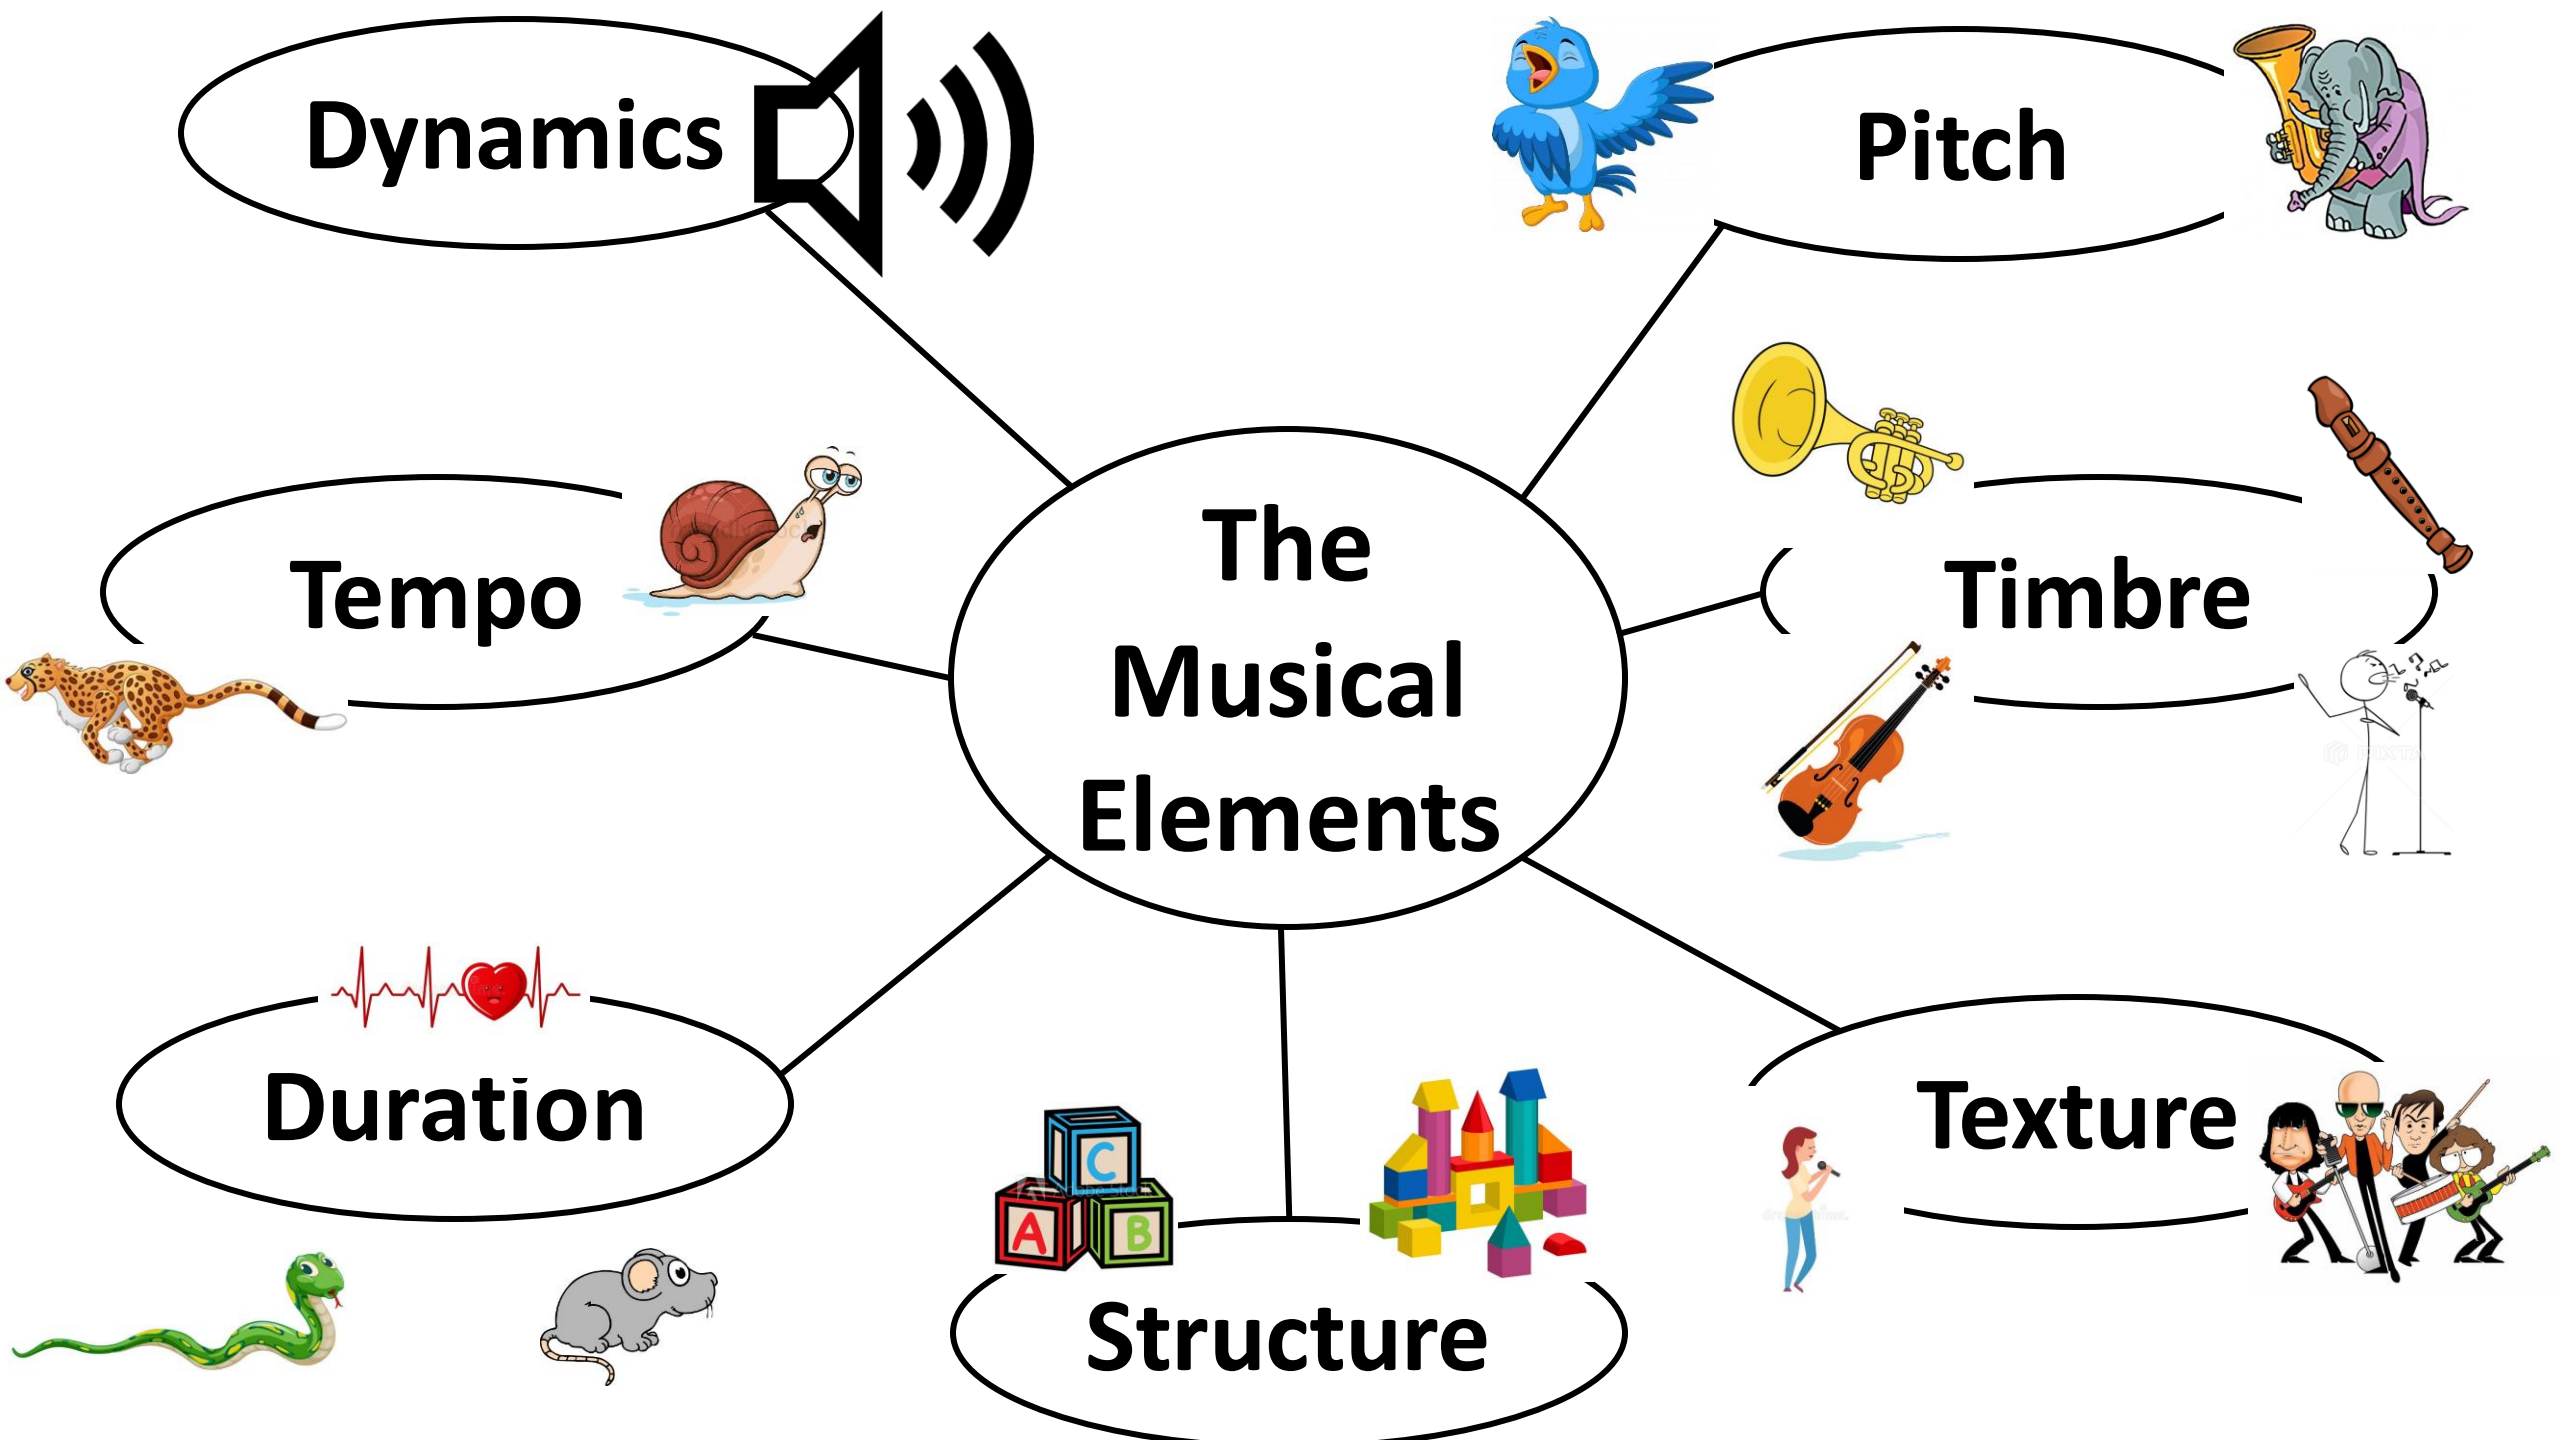 Dynamics
Pitch
The
Musical
Elements
Tempo
Timbre
Duration
Texture
C
A B
Structure